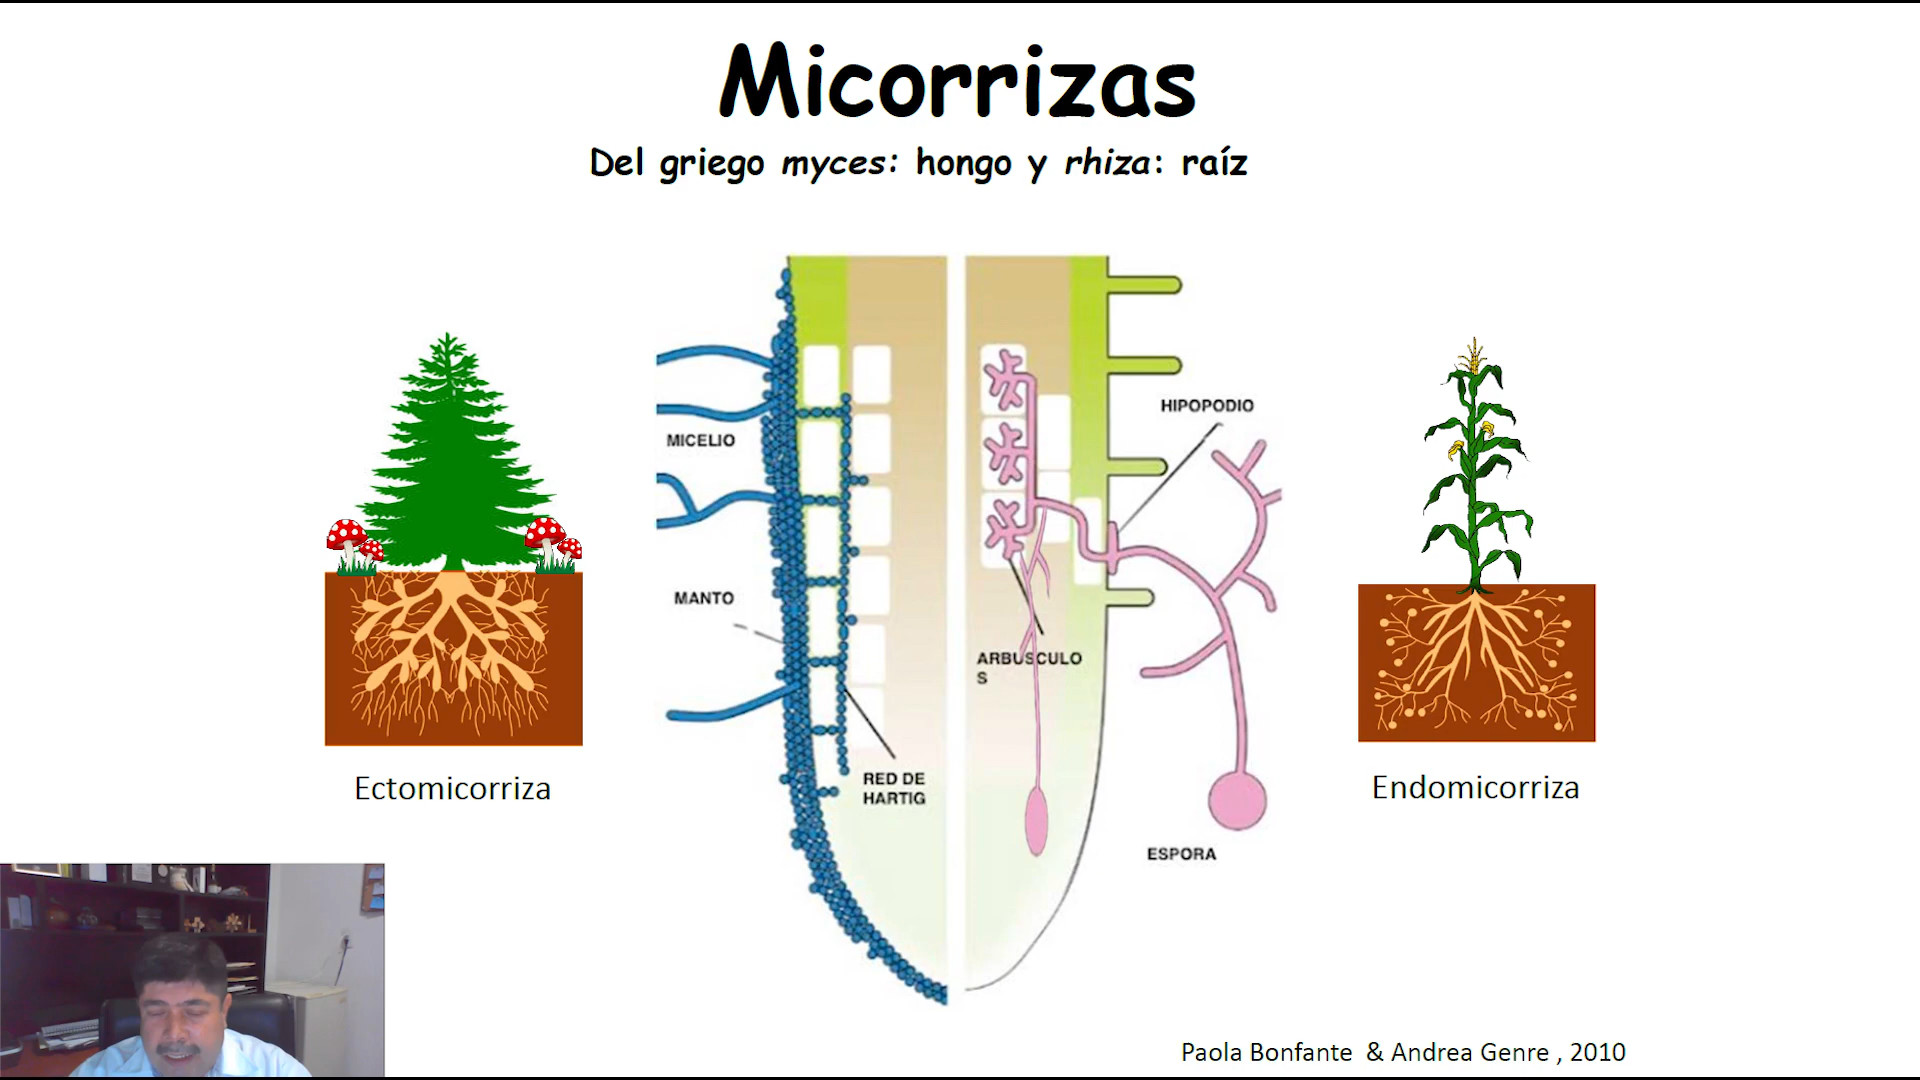 Micorrizas
Del griego myces: hongo y rhiza: raíz
HIPOPODIO
MICELIO
MANTO
ARBUSCULO
S
RED DE
HARTIG
ESPORA
Ectomicorriza
Endomicorriza
Paola Bonfante & Andrea Genre , 2010